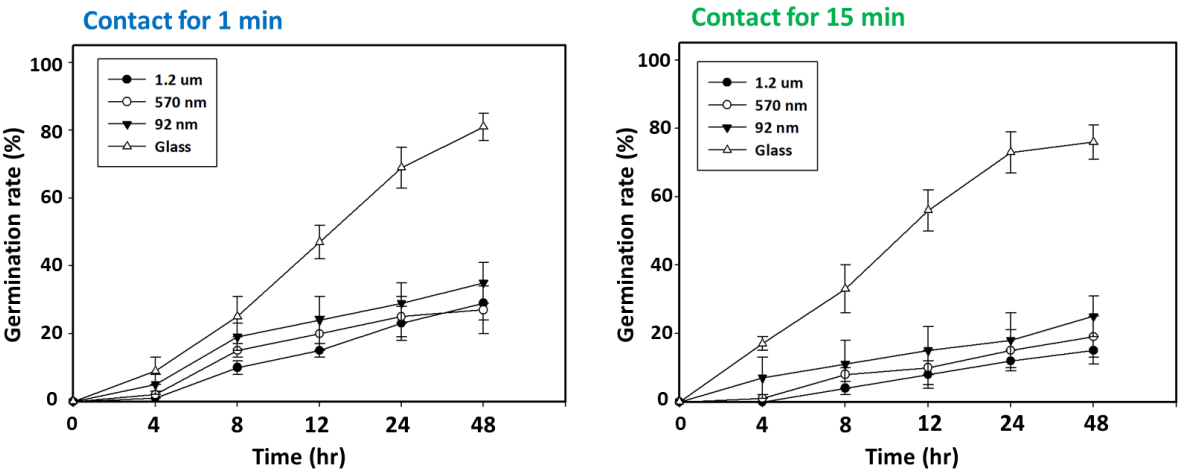 Contact for 1 min
100
80
60
40
20
0
Germination rate (%)
1.2 um
570 nm
92 nm
Glass
0 4 8 12 24 48
Time (hr)
Contact for 15 min
100
80
60
40
20
0
Germination rate (%)
1.2 um
570 nm
92 nm
Glass
0 4 8 12 24 48
Time (hr)